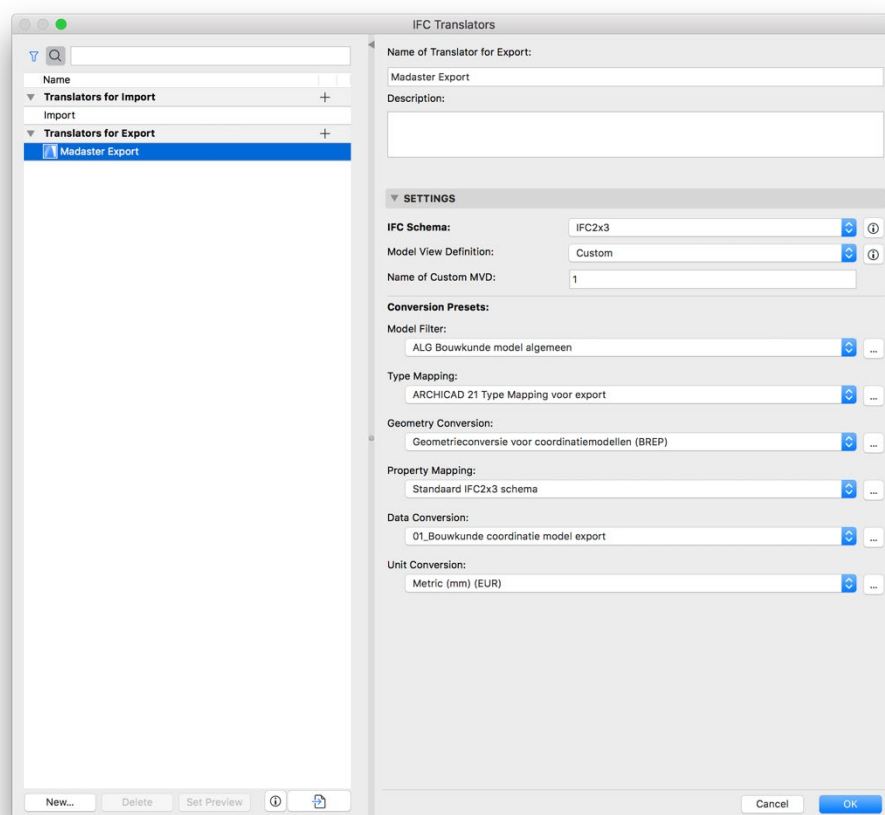 IFC Translators
Name
Translators for Import
Import
Translators for Export
Madaster Export
New...
Delete
Set Preview
Name of Translator for Export:
Madaster Export
Description:
SETTINGS
IFC Schema:
IFC2x3
Model View Definition:
Custom
Name of Custom MVD:
1
Conversion Presets:
Model Filter:
ALG Bouwkunde model algemeen
...
Type Mapping:
ARCHICAD 21 Type Mapping voor export
...
Geometry Conversion:
Geometrieconversie voor coordinatiemodellen (BREP)
...
Property Mapping:
Standaard IFC2x3 schema
...
Data Conversion:
01_Bouwkunde coordinatie model export
...
Unit Conversion:
Metric (mm) (EUR)
...
Cancel
OK